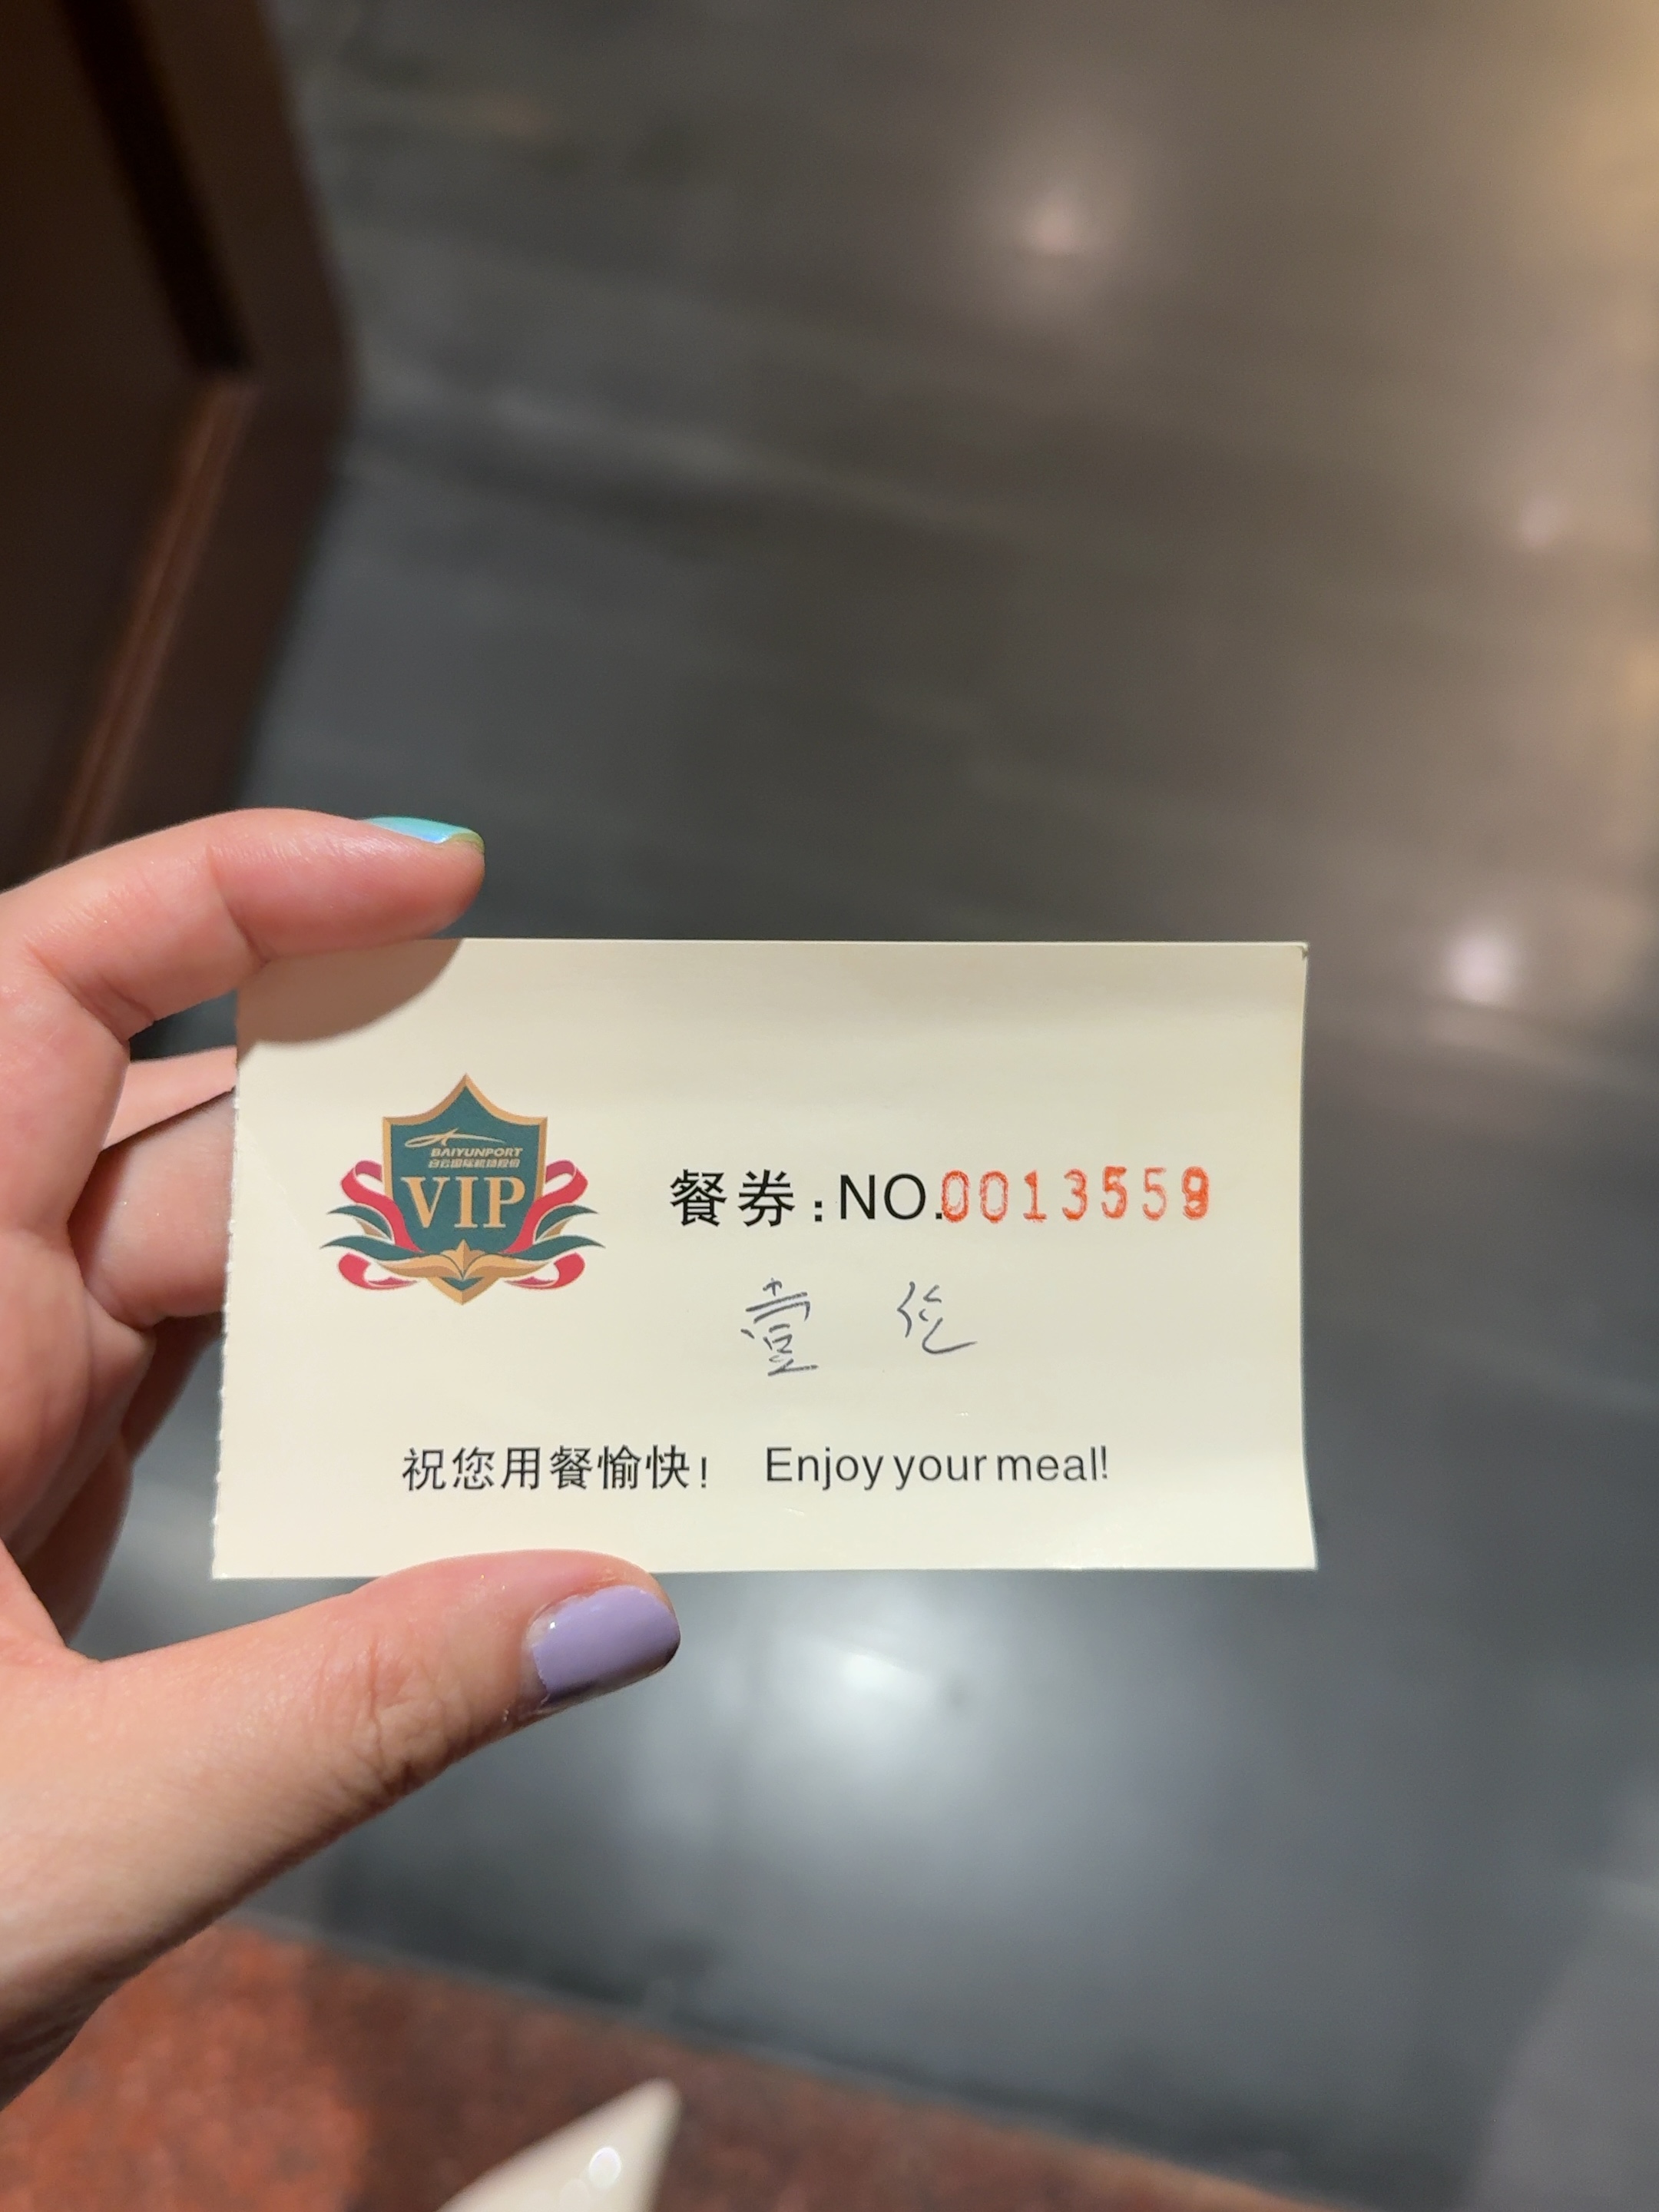 BAIYUNPORT
白云国际机场股份
VIP
餐券:NO.0013559
壹 位
祝您用餐愉快! Enjoy your meal!